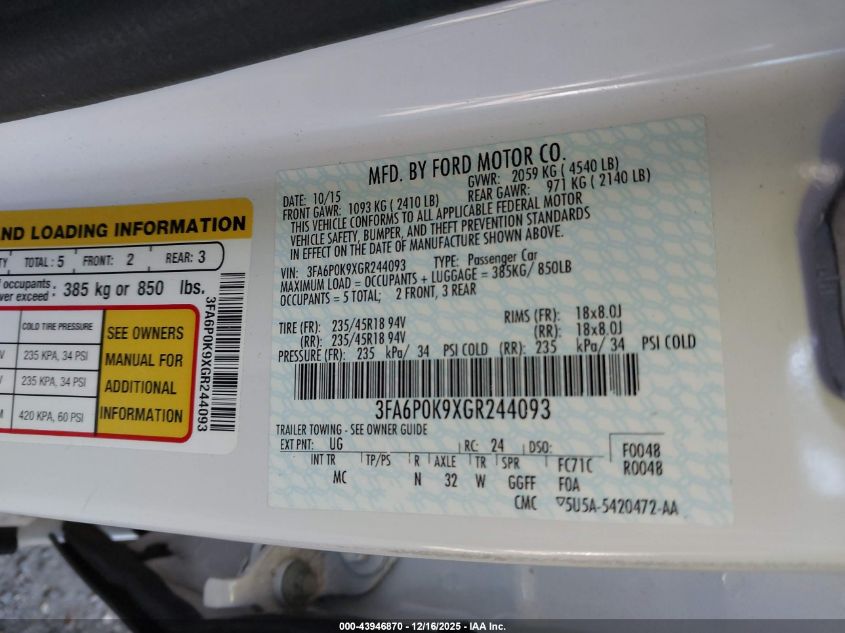 ND LOADING INFORMATION
TY TOTAL: 5 FRONT: 2 REAR: 3
f occupants
ver exceed: 385 kg or 850 lbs.
COLD TIRE PRESSURE
V 235 KPA, 34 PSI
V 235 KPA, 34 PSI
M 420 KPA, 60 PSI
SEE OWNERS
MANUAL FOR
ADDITIONAL
INFORMATION
3FA6P0K9XGR244093
MFD. BY FORD MOTOR CO.
DATE: 10/15 GVWR: 2059 KG ( 4540 LB)
FRONT GAWR: 1093 KG ( 2410 LB) REAR GAWR: 971 KG ( 2140 LB)
THIS VEHICLE CONFORMS TO ALL APPLICABLE FEDERAL MOTOR
VEHICLE SAFETY, BUMPER, AND THEFT PREVENTION STANDARDS
IN EFFECT ON THE DATE OF MANUFACTURE SHOWN ABOVE.
VIN: 3FA6P0K9XGR244093 TYPE: Passenger Car
MAXIMUM LOAD = OCCUPANTS + LUGGAGE = 385KG/ 850LB
OCCUPANTS = 5 TOTAL; 2 FRONT, 3 REAR
TIRE (FR): 235/45R18 94V RIMS (FR): 18x8.0J
(RR): 235/45R18 94V (RR): 18x8.0J
PRESSURE (FR): 235 kPa/ 34 PSI COLD (RR): 235 kPa/ 34 PSI COLD
3FA6P0K9XGR244093
TRAILER TOWING - SEE OWNER GUIDE
EXT PNT: UG RC: 24 DSO: F0048
R0048
INT TR TP/PS R AXLE TR SPR FC71C
MC N 32 W GGFF F0A
CMC 5U5A-5420472-AA
000-43946870 | 12/16/2025 | IAA Inc.